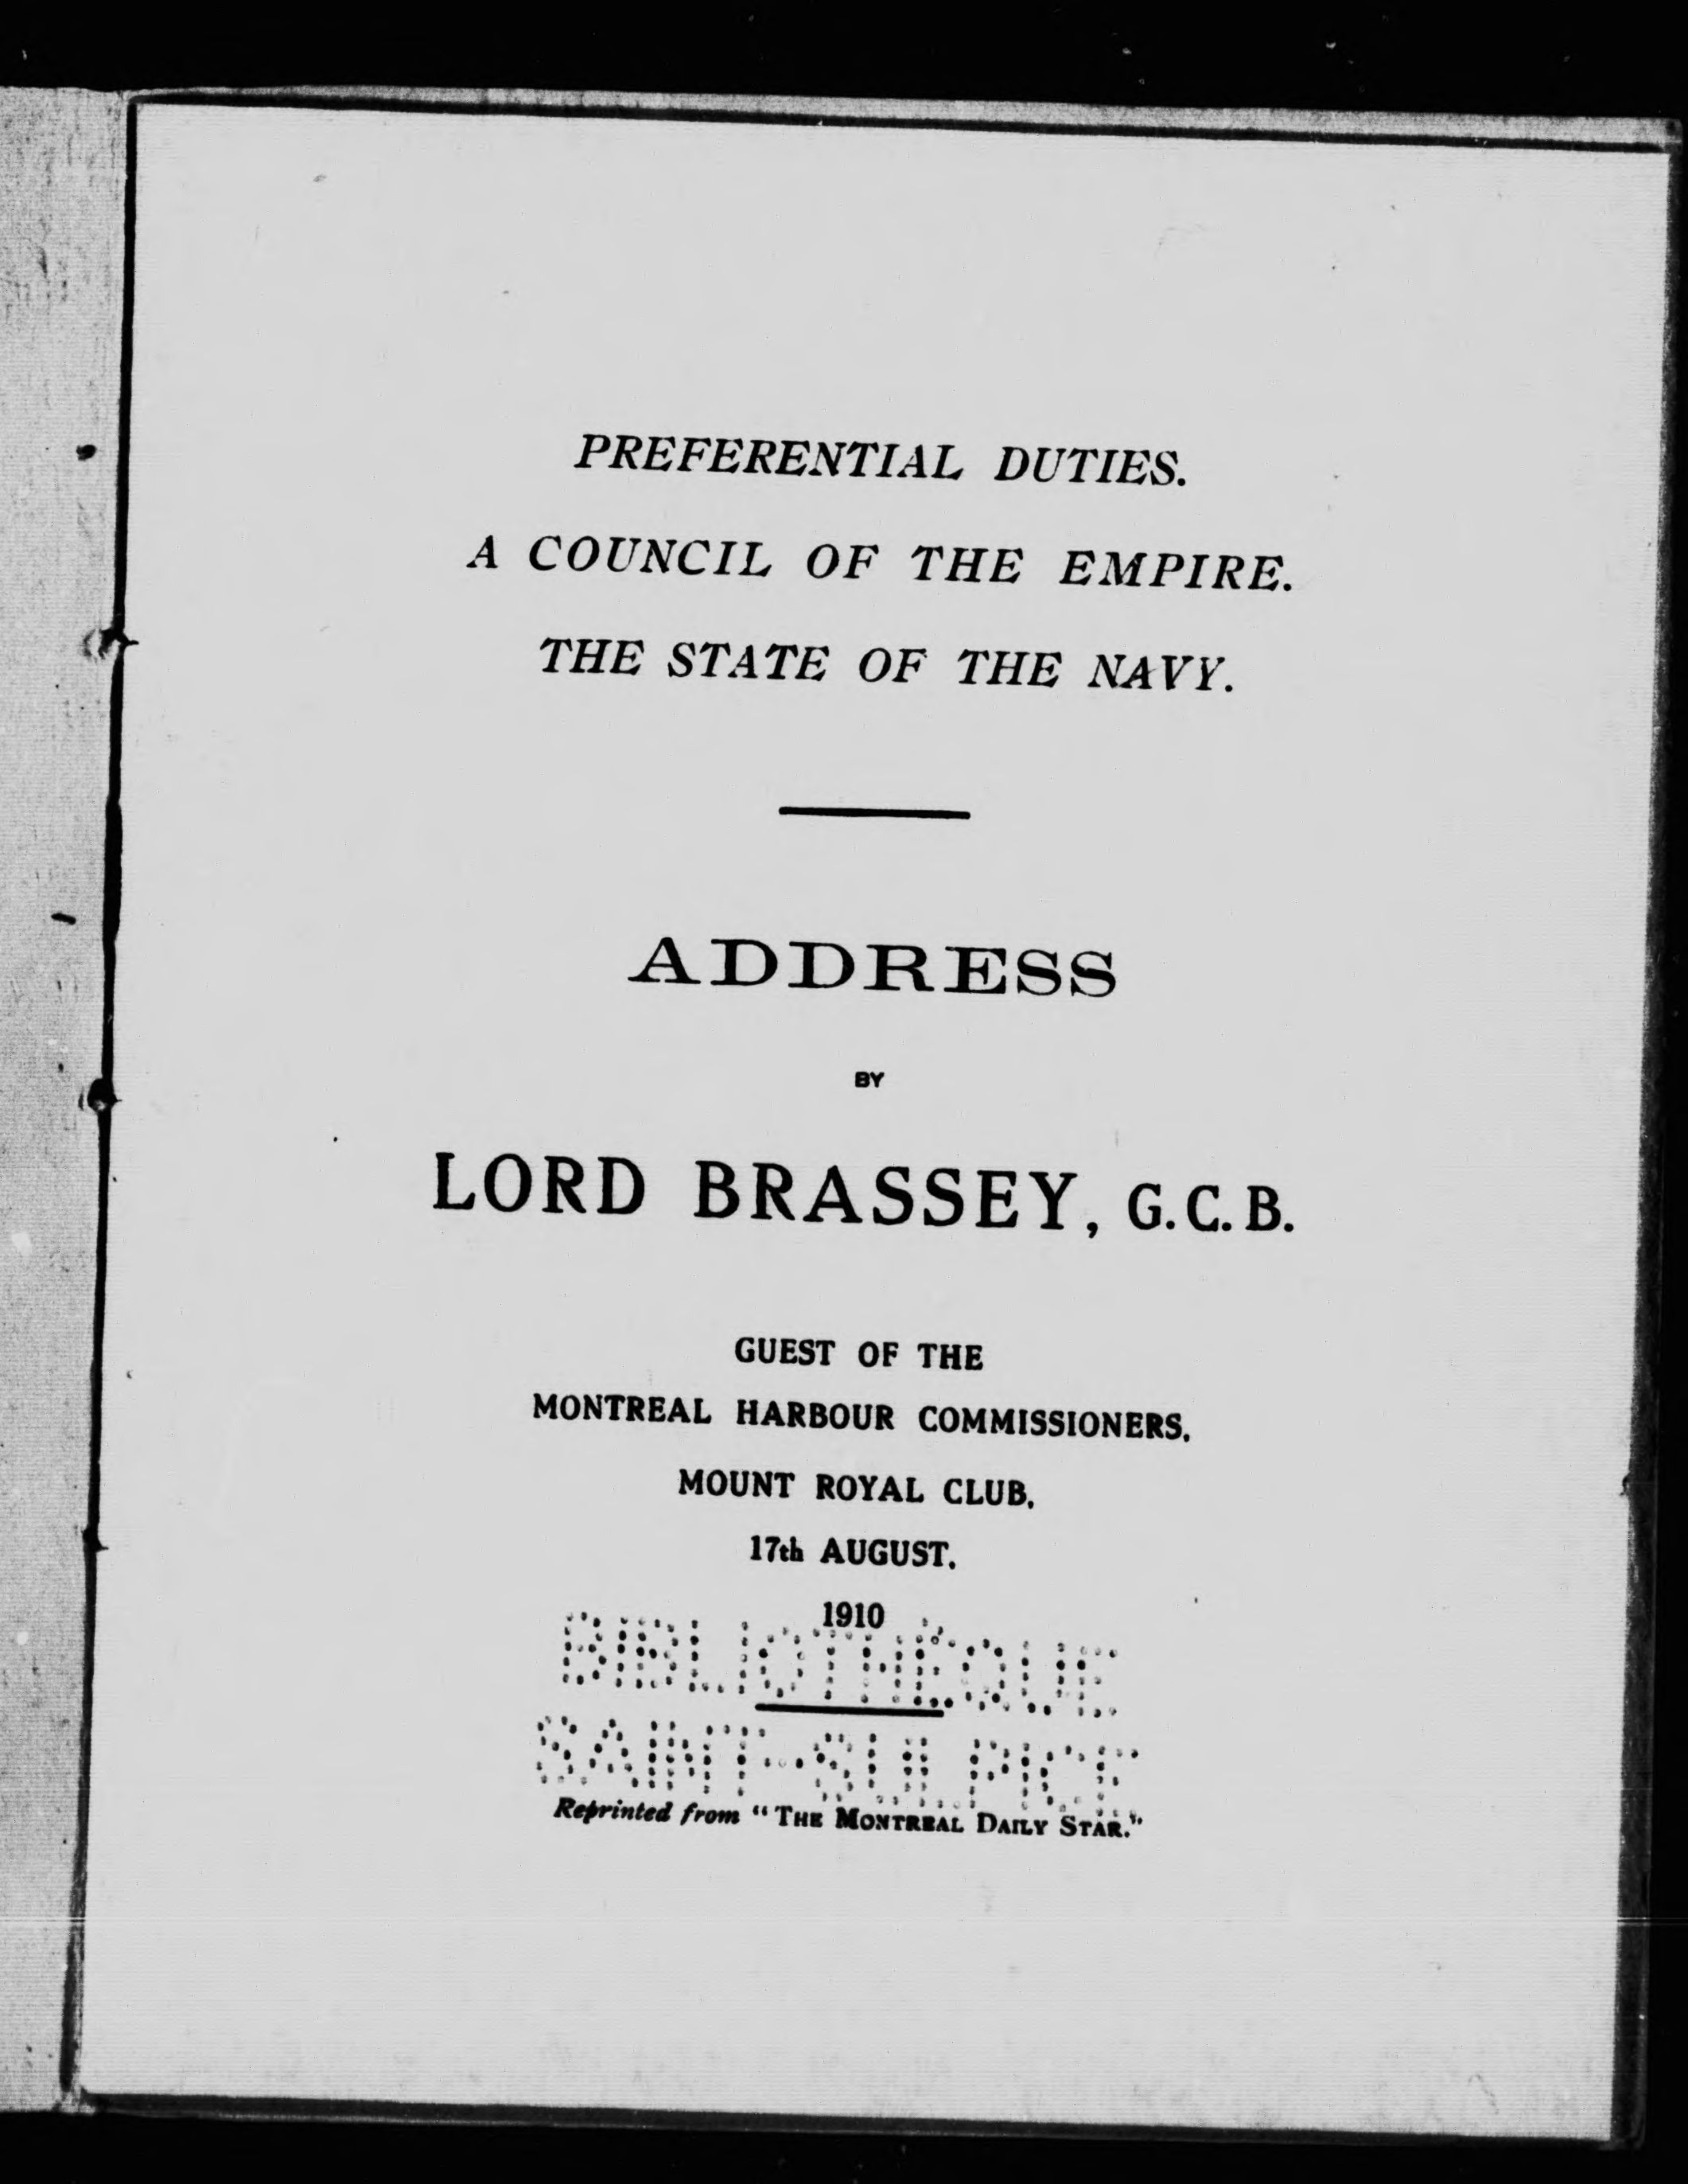 PREFERENTIAL DUTIES.
A COUNCIL OF THE EMPIRE.
THE STATE OF THE NAVY.
ADDRESS
BY
LORD BRASSEY, G.C.B.
GUEST OF THE
MONTREAL HARBOUR COMMISSIONERS,
MOUNT ROYAL CLUB,
17th AUGUST,
1910
BIBLIOTHÈQUE
SAINT-SULPICE
Reprinted from "THE MONTREAL DAILY STAR."